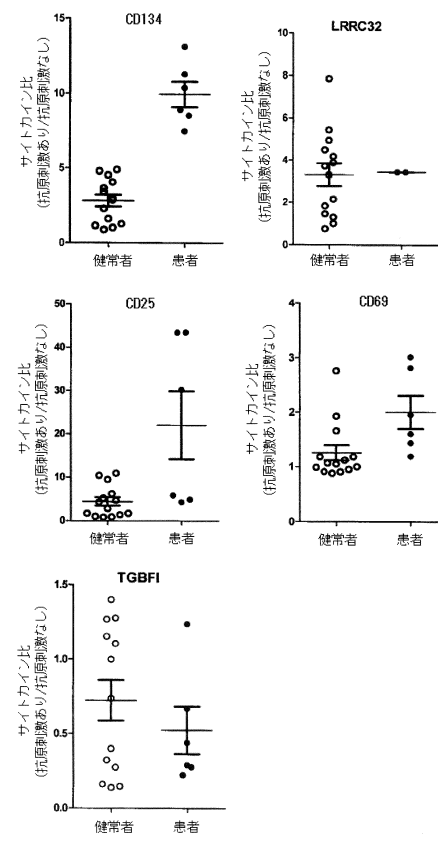 CD134
サイトカイン比
(抗原刺激あり/抗原刺激なし)
15
10
5
0
健常者
患者
LRRC32
サイトカイン比
(抗原刺激あり/抗原刺激なし)
10
8
6
4
2
0
健常者
患者
CD25
サイトカイン比
(抗原刺激あり/抗原刺激なし)
50
40
30
20
10
0
健常者
患者
CD69
サイトカイン比
(抗原刺激あり/抗原刺激なし)
4
3
2
1
0
健常者
患者
TGBFI
サイトカイン比
(抗原刺激あり/抗原刺激なし)
1.5
1.0
0.5
0.0
健常者
患者